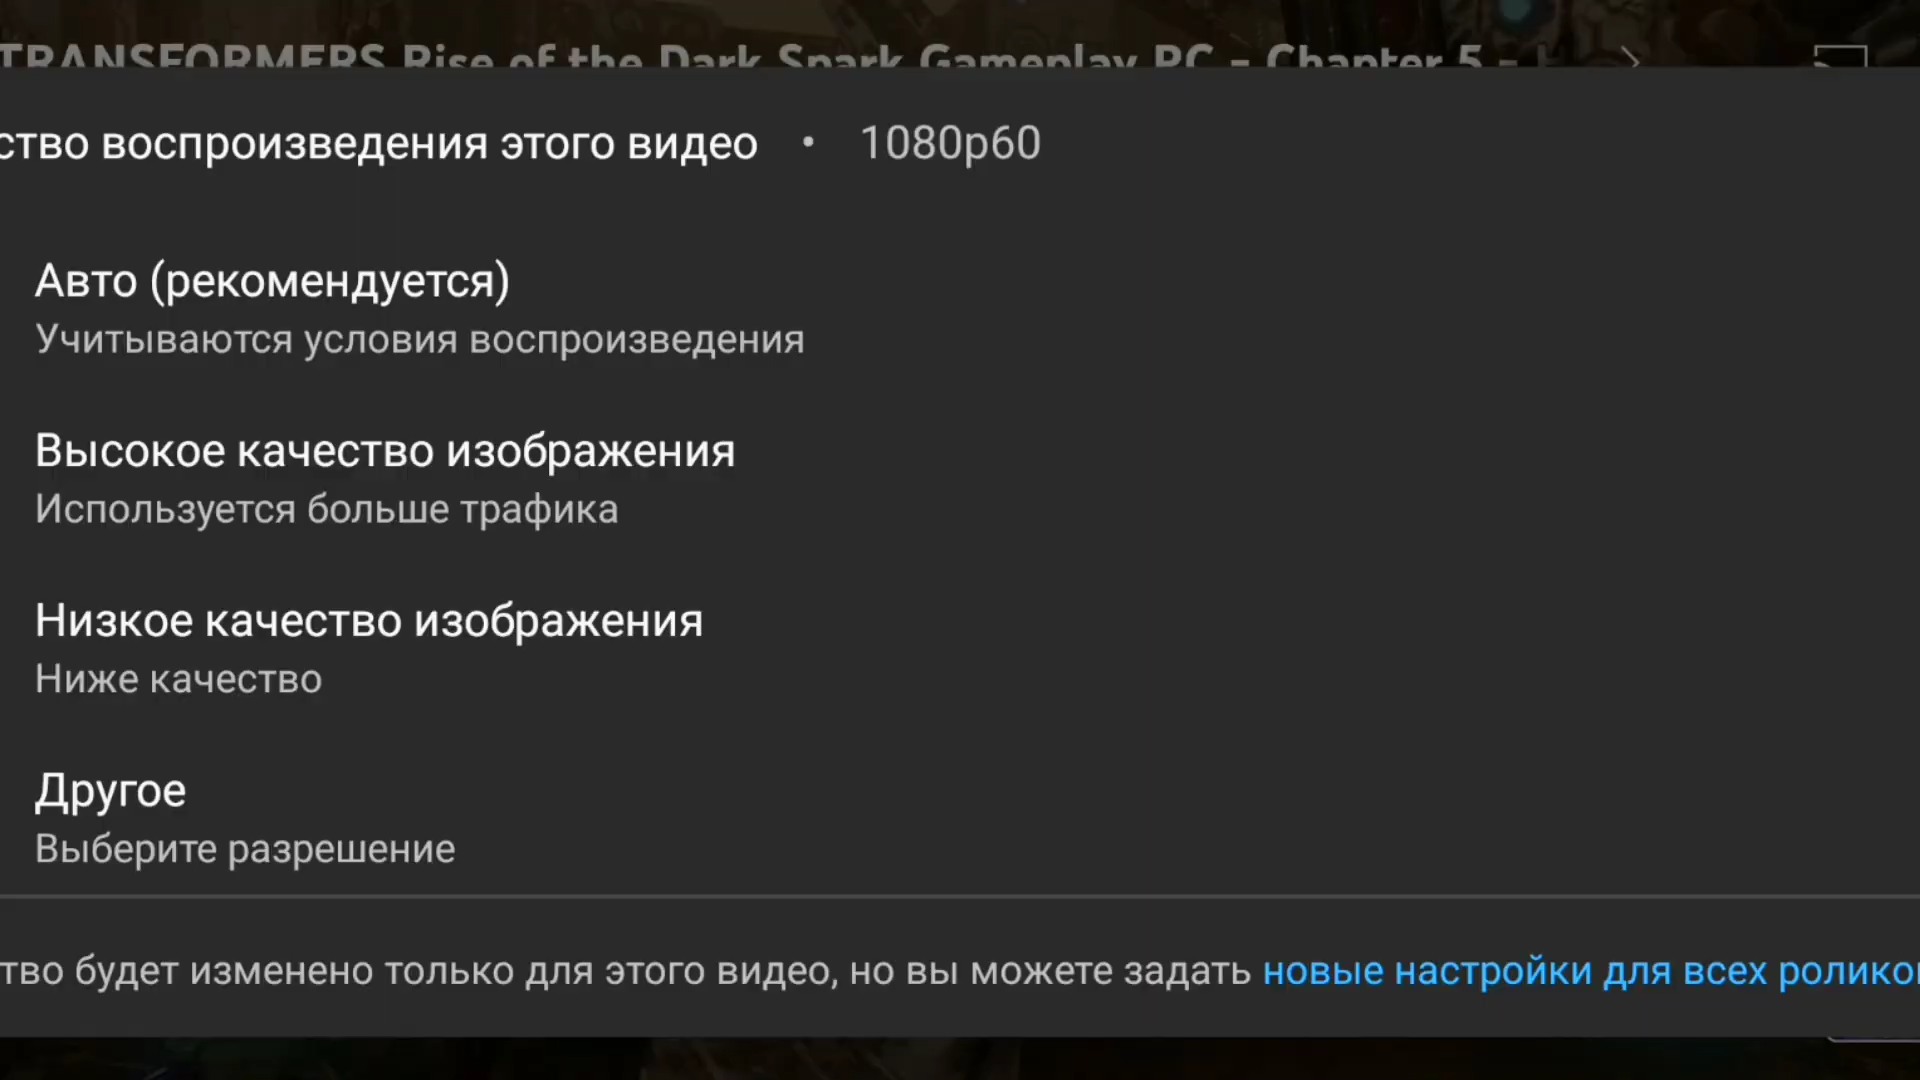 TRANSFORMERS Rise of the Dark Spark Gameplay PC - Chapter 5 -
ство воспроизведения этого видео • 1080p60
Авто (рекомендуется)
Учитываются условия воспроизведения
Высокое качество изображения
Используется больше трафика
Низкое качество изображения
Ниже качество
Другое
Выберите разрешение
тво будет изменено только для этого видео, но вы можете задать новые настройки для всех ролико